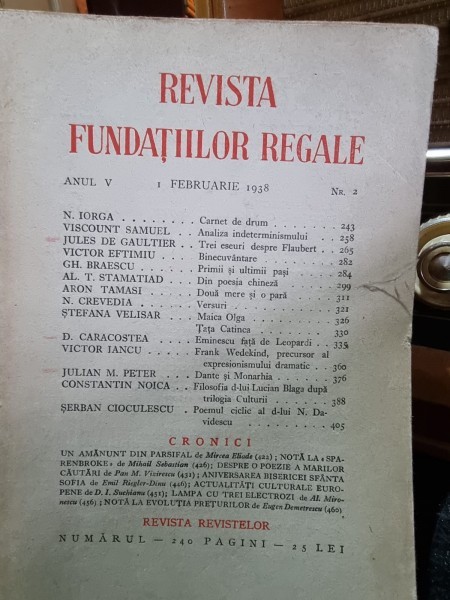 REVISTA
FUNDAȚIILOR REGALE
ANUL V 1 FEBRUARIE 1938 Nr. 2
N. IORGA . . . . . . . . Carnet de drum . . . . . . . 243
VISCOUNT SAMUEL . . . Analiza indeterminismului . . 258
JULES DE GAULTIER . . Trei eseuri despre Flaubert . . 265
VICTOR EFTIMIU . . . . Binecuvântare . . . . . . . 282
GH. BRAESCU . . . . . . Primii și ultimii pași . . . . . 284
AL. T. STAMATIAD . . . Din poesia chineză . . . . . 299
ARON TAMASI . . . . . Două mere și o pară . . . . . 311
N. CREVEDIA . . . . . . Versuri . . . . . . . . . . 321
ȘTEFANA VELISAR . . . Maica Olga . . . . . . . . 326
Țața Catinca . . . . . . . . 330
D. CARACOSTEA . . . . Eminescu față de Leopardi . . 335
VICTOR IANCU . . . . . Frank Wedekind, precursor al
expresionismului dramatic . . 360
JULIAN M. PETER . . . Dante și Monarhia . . . . . 376
CONSTANTIN NOICA . . Filosofia d-lui Lucian Blaga după
trilogia Culturii . . . . . . 388
ȘERBAN CIOCULESCU . . Poemul ciclic al d-lui N. Da-
videscu . . . . . . . . . 405
CRONICI
UN AMĂNUNT DIN PARSIFAL de Mircea Eliade (422) ; NOTĂ LA «SPA-
RENBROKE» de Mihail Sebastian (426) ; DESPRE O POEZIE A MARILOR
CĂUTĂRI de Pan M. Vizirescu (431) ; ANIVERSAREA BISERICEI SFÂNTA
SOFIA de Emil Riegler-Dinu (446) ; ACTUALITĂȚI CULTURALE EURO-
PENE de D. I. Suchianu (451) ; LAMPA CU TREI ELECTROZI de Al. Miro-
nescu (456) ; NOTĂ LA EVOLUȚIA PREȚURILOR de Eugen Demetrescu (460)
REVISTA REVISTELOR
NUMĂRUL — 240 PAGINI — 25 LEI